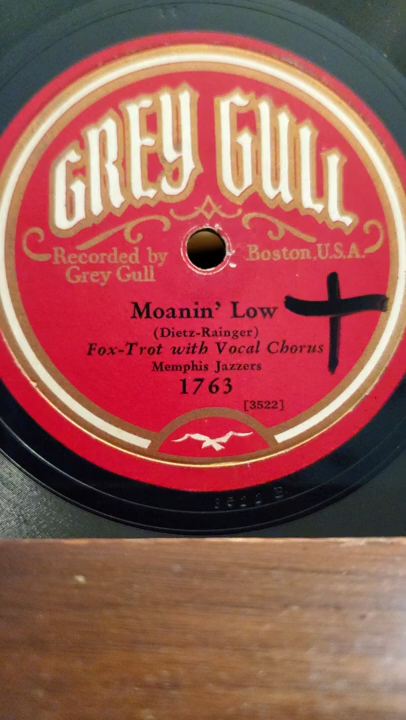 GREY GULL
Recorded by Grey Gull
Boston, U.S.A.
Moanin' Low
(Dietz-Rainger)
Fox-Trot with Vocal Chorus
Memphis Jazzers
1763
[3522]